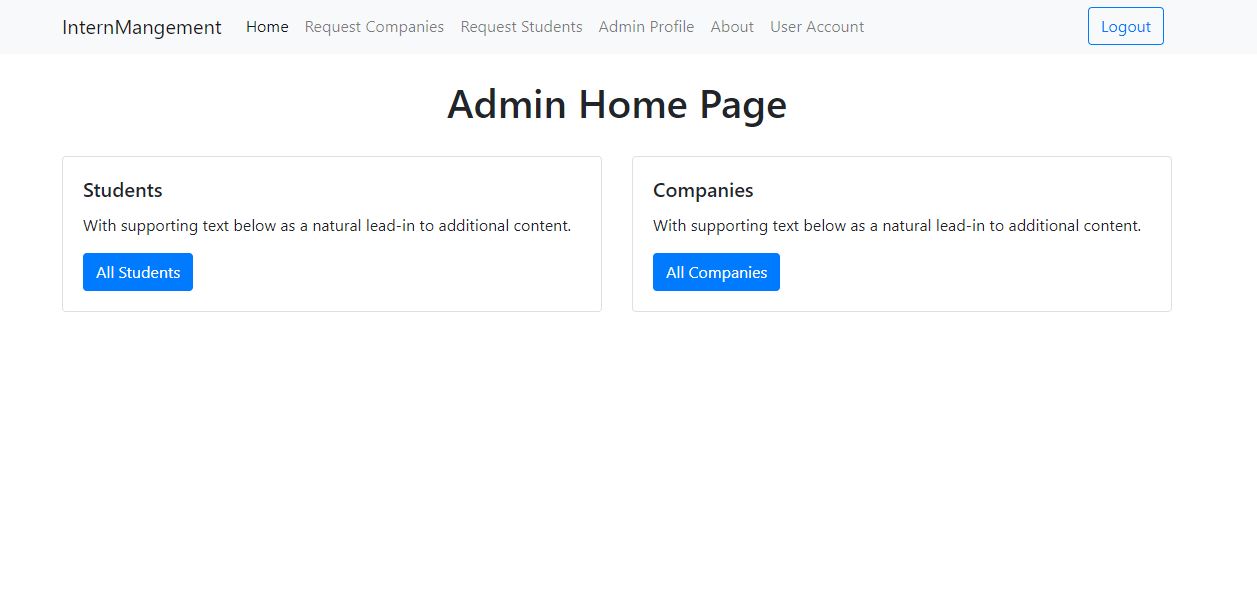 InternMangement Home Request Companies Request Students Admin Profile About User Account Logout
Admin Home Page
Students
With supporting text below as a natural lead-in to additional content.
All Students
Companies
With supporting text below as a natural lead-in to additional content.
All Companies